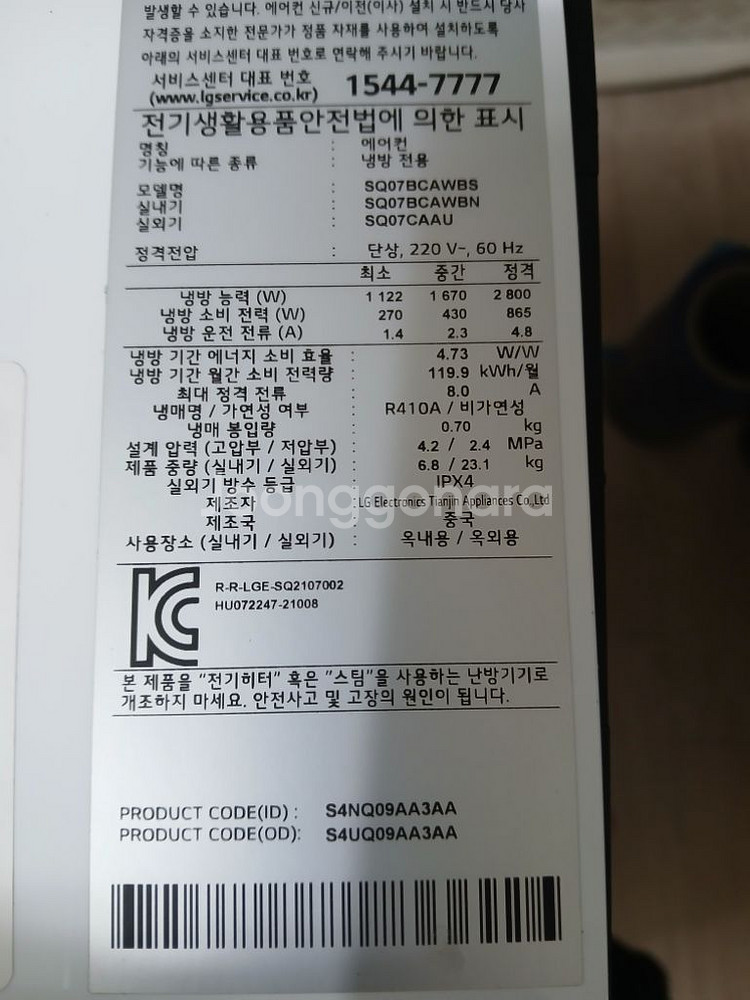 발생할 수 있습니다. 에어컨 신규/이전(이사) 설치 시 반드시 당사
자격증을 소지한 전문가가 정품 자재를 사용하여 설치하도록
아래의 서비스센터 대표 번호로 연락해 주시기 바랍니다.
서비스센터 대표 번호 1544-7777
(www.lgservice.co.kr)
전기생활용품안전법에 의한 표시
명칭 : 에어컨
기능에 따른 종류 : 냉방 전용
모델명 : SQ07BCAWBS
실내기 : SQ07BCAWBN
실외기 : SQ07CAAU
정격전압 : 단상, 220 V~, 60 Hz
최소 중간 정격
냉방 능력 (W) 1 122 1 670 2 800
냉방 소비 전력 (W) 270 430 865
냉방 운전 전류 (A) 1.4 2.3 4.8
냉방 기간 에너지 소비 효율 : 4.73 W/W
냉방 기간 월간 소비 전력량 : 119.9 kWh/월
최대 정격 전류 : 8.0 A
냉매명 / 가연성 여부 : R410A / 비가연성
냉매 봉입량 : 0.70 kg
설계 압력 (고압부 / 저압부) : 4.2 / 2.4 MPa
제품 중량 (실내기 / 실외기) : 6.8 / 23.1 kg
실외기 방수 등급 : IPX4
제조자 : LG Electronics Tianjin Appliances Co.,Ltd
제조국 : 중국
사용장소 (실내기 / 실외기) : 옥내용 / 옥외용
R-R-LGE-SQ2107002
HU072247-21008
본 제품을 "전기히터" 혹은 "스팀"을 사용하는 난방기기로
개조하지 마세요. 안전사고 및 고장의 원인이 됩니다.
PRODUCT CODE(ID) : S4NQ09AA3AA
PRODUCT CODE(OD): S4UQ09AA3AA